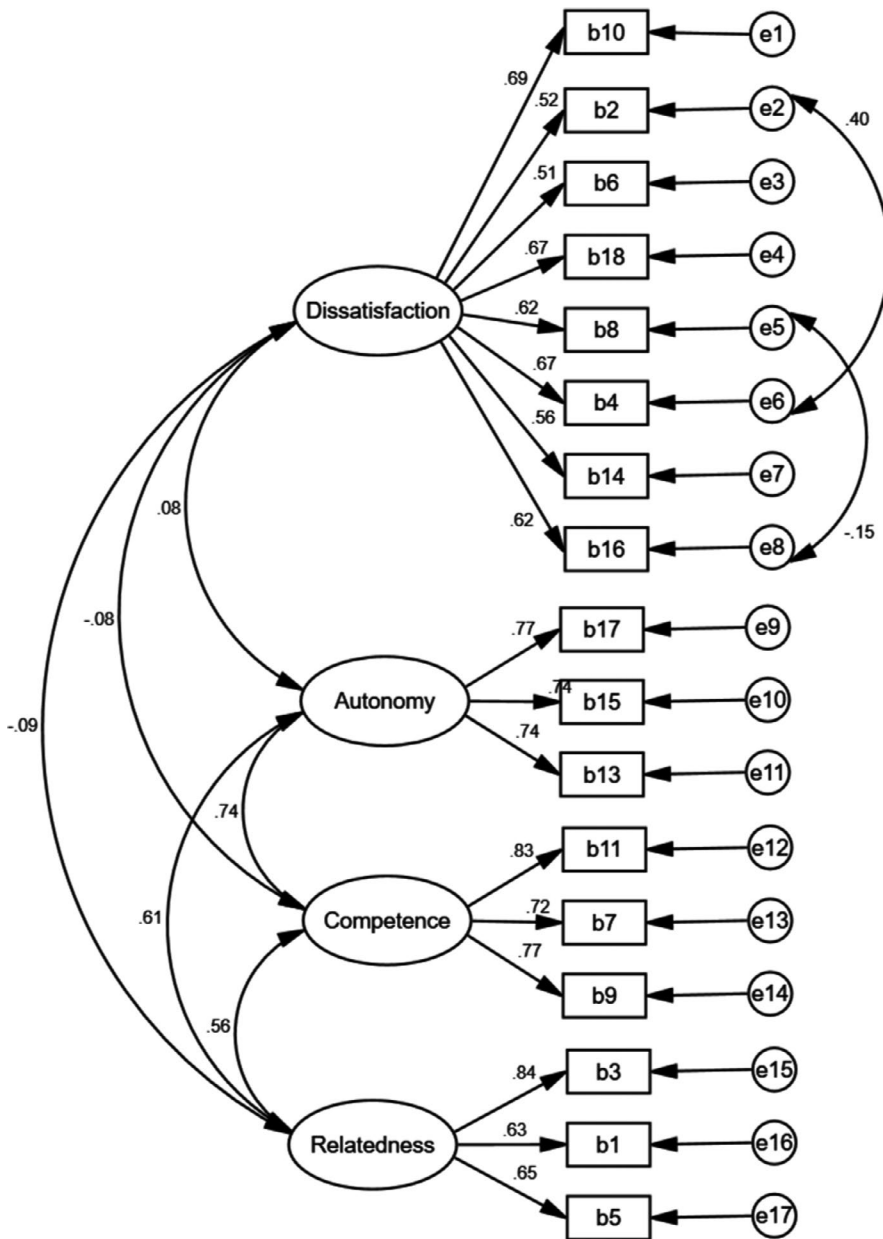 b10
e1
.69
.52
b2
e2
.40
.51
b6
e3
.67
b18
e4
Dissatisfaction
.62
b8
e5
.67
b4
e6
.56
b14
e7
.62
b16
e8
-.15
.08
-.08
-.09
.77
b17
e9
Autonomy
.74
b15
e10
.74
b13
e11
.74
.83
b11
e12
Competence
.72
b7
e13
.77
b9
e14
.61
.56
.84
b3
e15
Relatedness
.63
b1
e16
.65
b5
e17